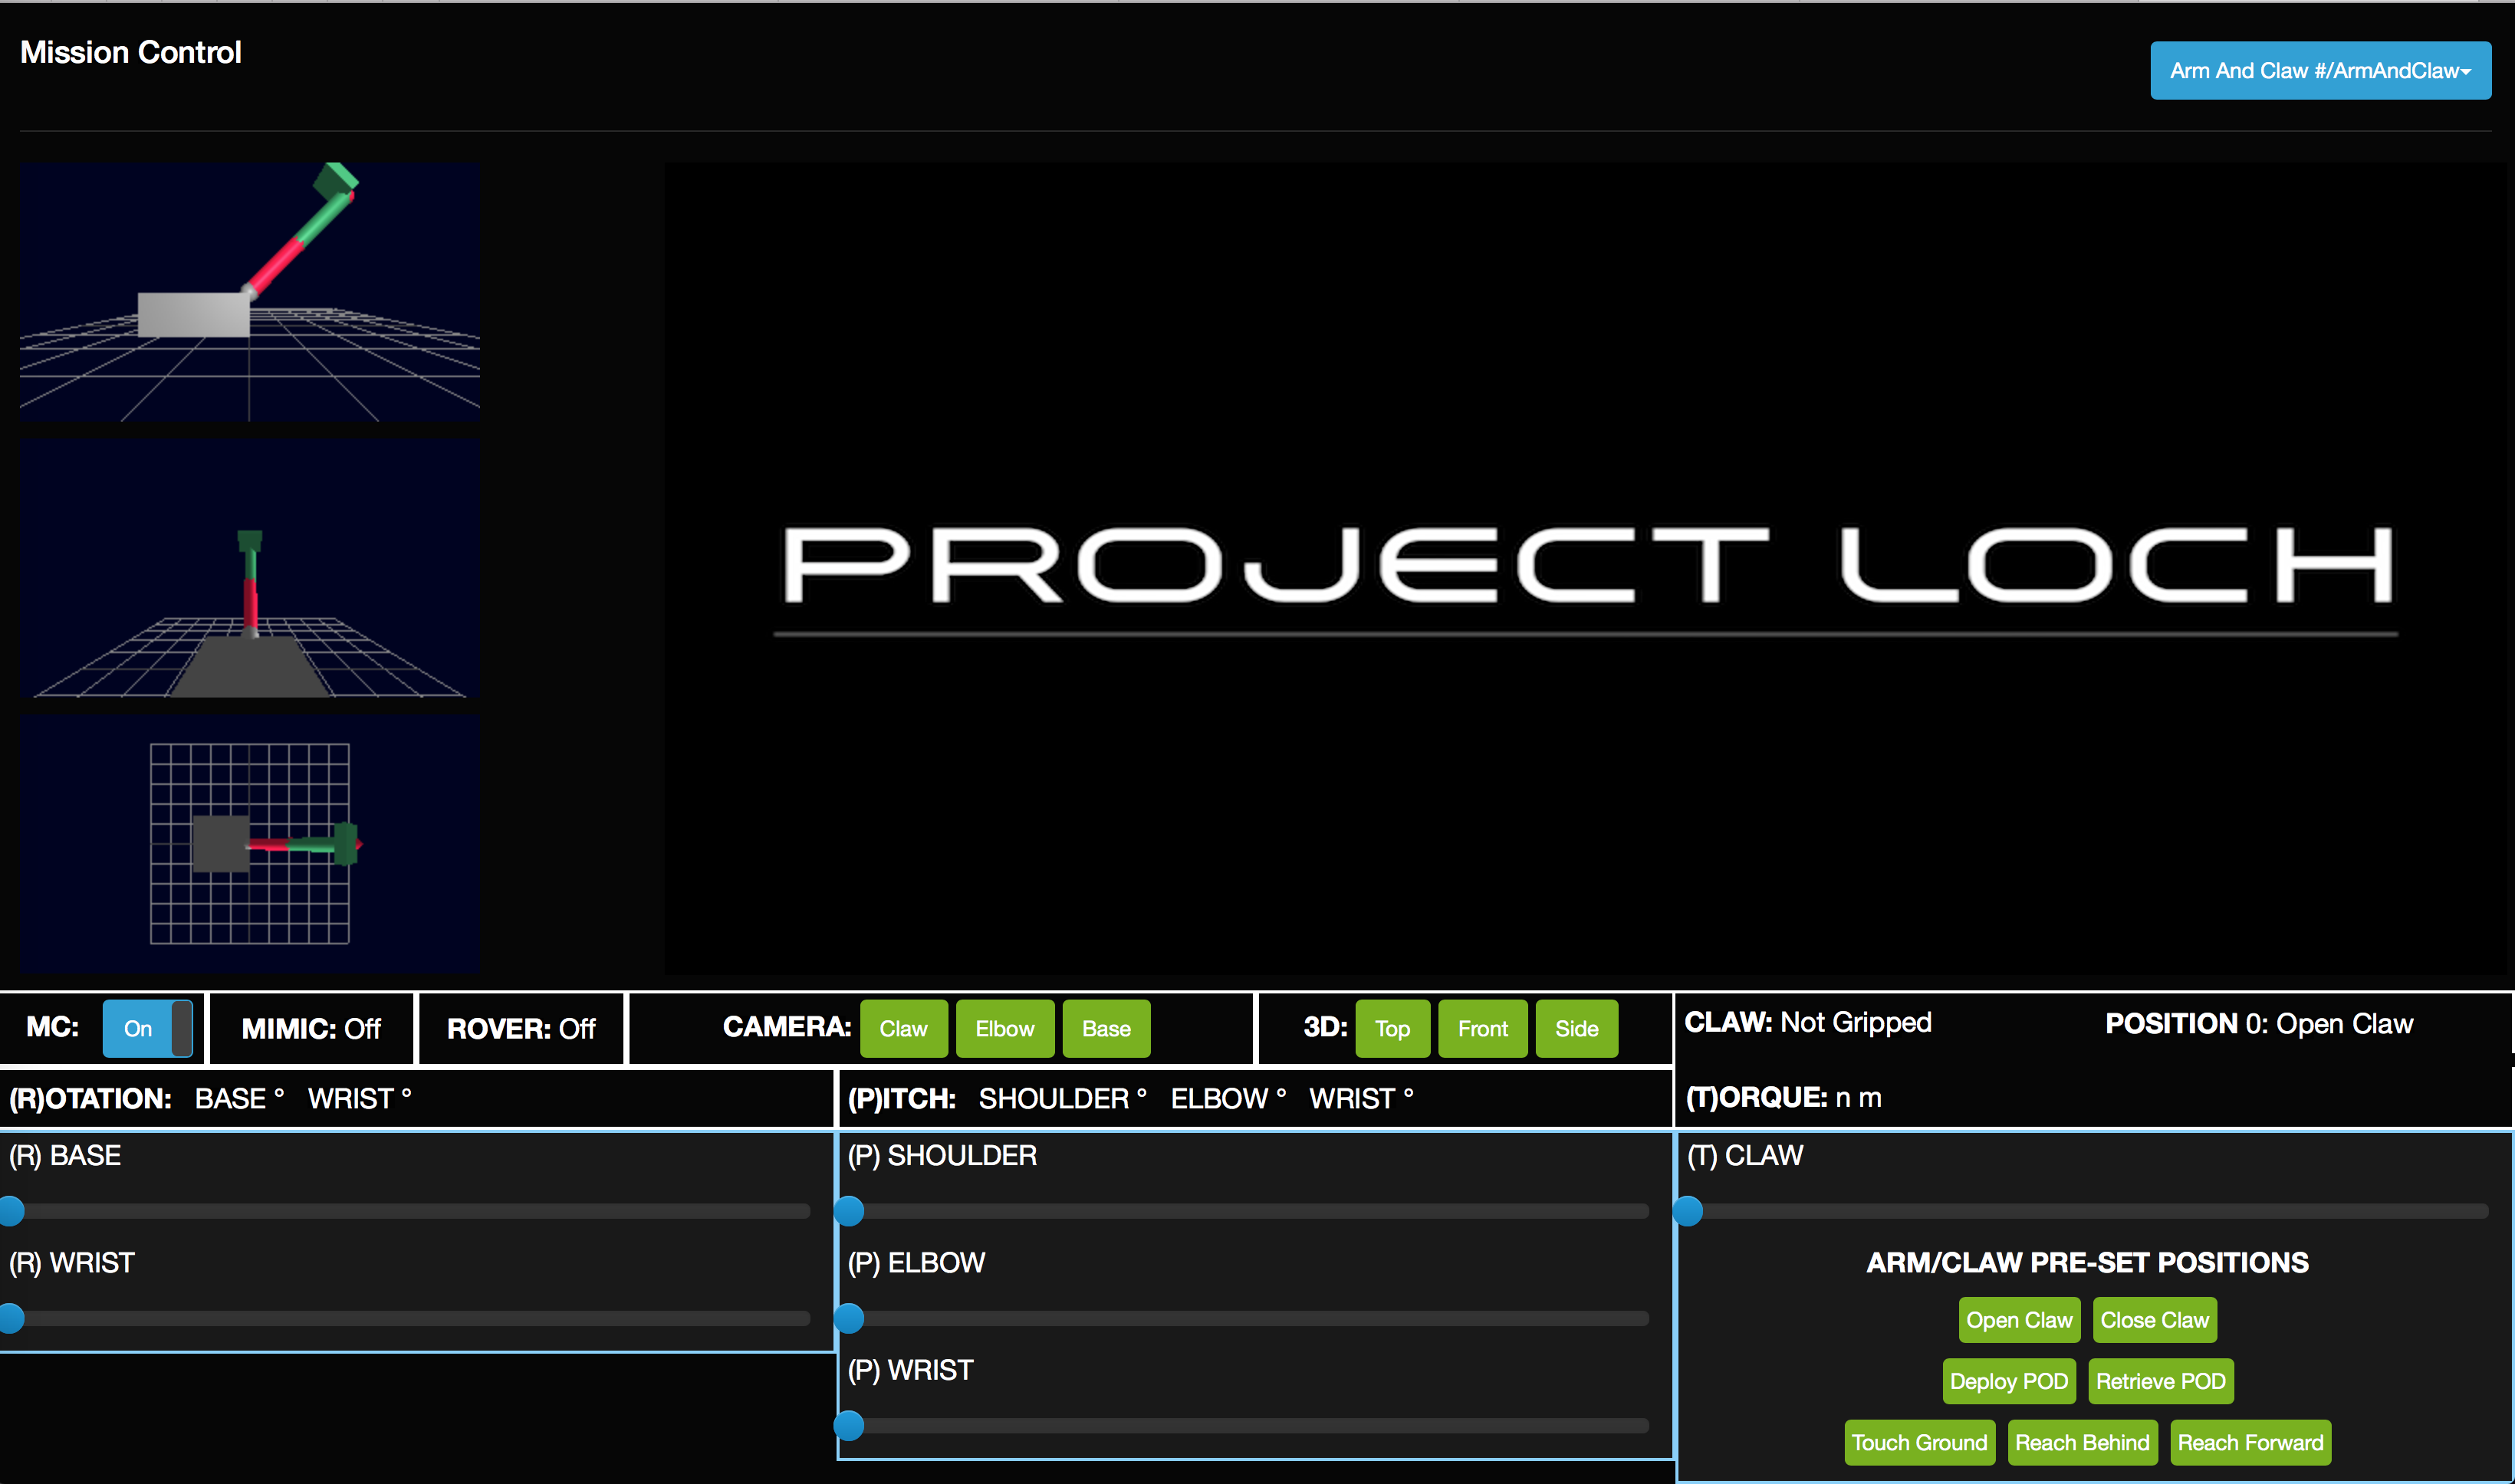 Mission Control
Arm And Claw #/ArmAndClaw
PROJECT LOCH
MC: On
MIMIC: Off
ROVER: Off
CAMERA: Claw Elbow Base
3D: Top Front Side
CLAW: Not Gripped
POSITION 0: Open Claw
(R)OTATION: BASE ° WRIST °
(P)ITCH: SHOULDER ° ELBOW ° WRIST °
(T)ORQUE: n m
(R) BASE
(R) WRIST
(P) SHOULDER
(P) ELBOW
(P) WRIST
(T) CLAW
ARM/CLAW PRE-SET POSITIONS
Open Claw Close Claw
Deploy POD Retrieve POD
Touch Ground Reach Behind Reach Forward